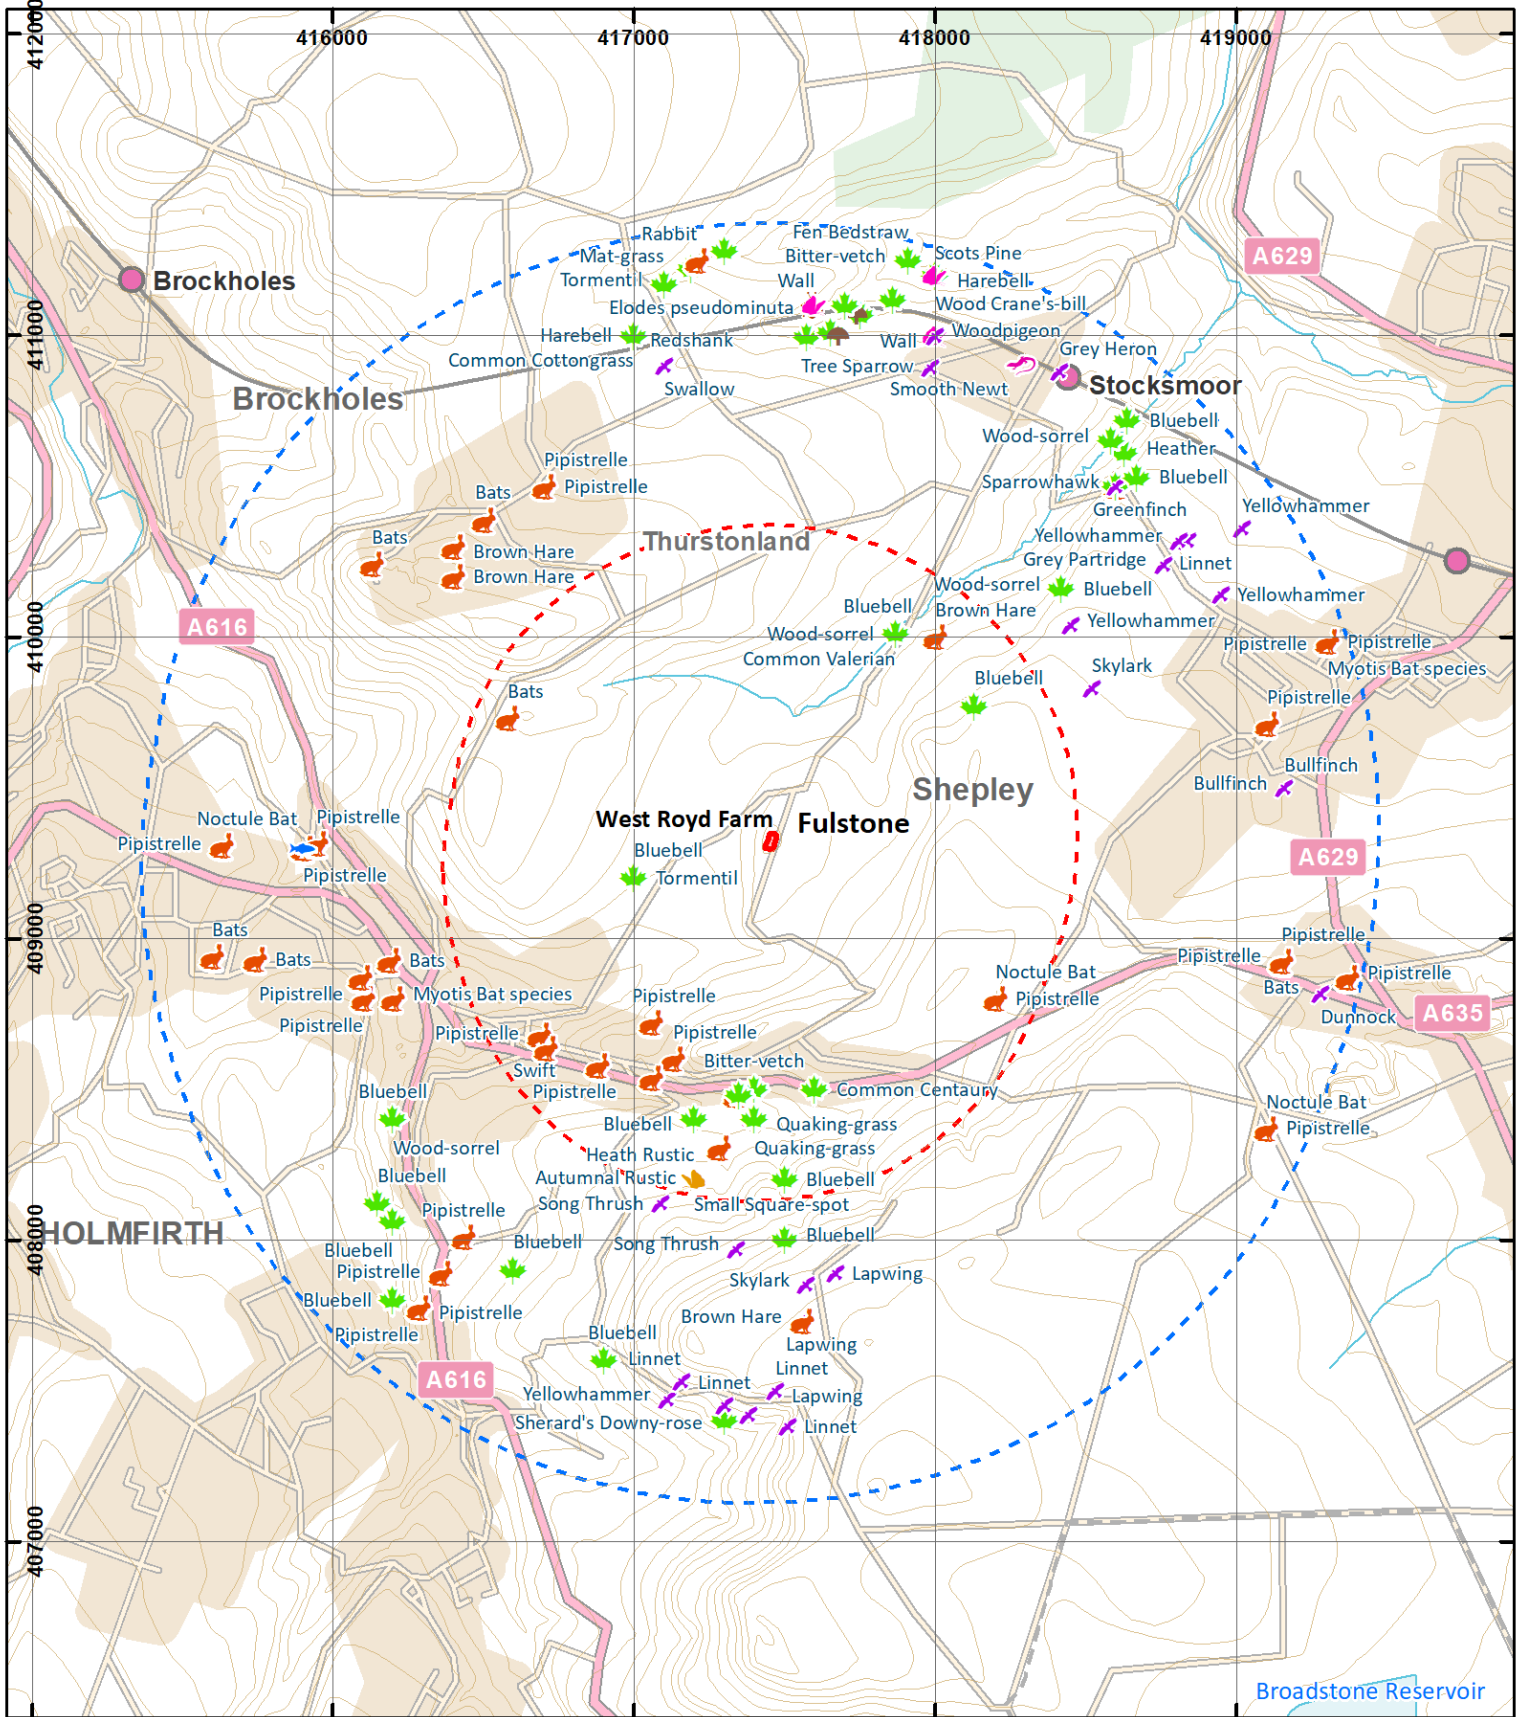 412000
416000
417000
418000
419000
Rabbit
Fen Bedstraw
Mat-grass
Bitter-vetch
Scots Pine
A629
Tormentil
Wall
Harebell
Brockholes
Elodes pseudominuta
Wood Crane's-bill
411000
Harebell
Redshank
Wall
Woodpigeon
Common Cottongrass
Tree Sparrow
Grey Heron
Swallow
Smooth Newt
Stocksmoor
Brockholes
Bluebell
Wood-sorrel
Heather
Pipistrelle
Pipistrelle
Sparrowhawk
Bluebell
Bats
Greenfinch
Yellowhammer
Bats
Thurstonland
Yellowhammer
Brown Hare
Grey Partridge
Linnet
Brown Hare
Wood-sorrel
Bluebell
Yellowhammer
410000
A616
Bluebell
Brown Hare
Yellowhammer
Wood-sorrel
Pipistrelle
Pipistrelle
Common Valerian
Skylark
Myotis Bat species
Bats
Bluebell
Pipistrelle
Bullfinch
Bullfinch
Shepley
Noctule Bat
Pipistrelle
West Royd Farm
Fulstone
Pipistrelle
Bluebell
A629
Pipistrelle
Tormentil
409000
Bats
Pipistrelle
Bats
Bats
Pipistrelle
Pipistrelle
Noctule Bat
Bats
Pipistrelle
Myotis Bat species
Pipistrelle
Pipistrelle
A635
Pipistrelle
Pipistrelle
Pipistrelle
Dunnock
Swift
Bitter-vetch
Bluebell
Pipistrelle
Common Centaury
Noctule Bat
Bluebell
Quaking-grass
Pipistrelle
Wood-sorrel
Heath Rustic
Quaking-grass
Bluebell
Autumnal Rustic
Bluebell
Song Thrush
Small Square-spot
408000
HOLMFIRTH
Pipistrelle
Bluebell
Bluebell
Song Thrush
Bluebell
Pipistrelle
Skylark
Lapwing
Bluebell
Pipistrelle
Brown Hare
Pipistrelle
Bluebell
Lapwing
Linnet
Linnet
A616
Linnet
Yellowhammer
Lapwing
Sherard's Downy-rose
Linnet
407000
Broadstone Reservoir